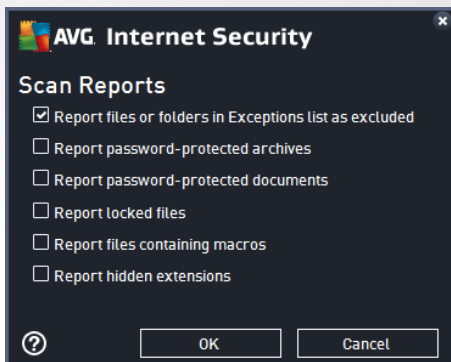 AVG. Internet Security
Scan Reports
Report files or folders in Exceptions list as excluded
Report password-protected archives
Report password-protected documents
Report locked files
Report files containing macros
Report hidden extensions
?
OK
Cancel